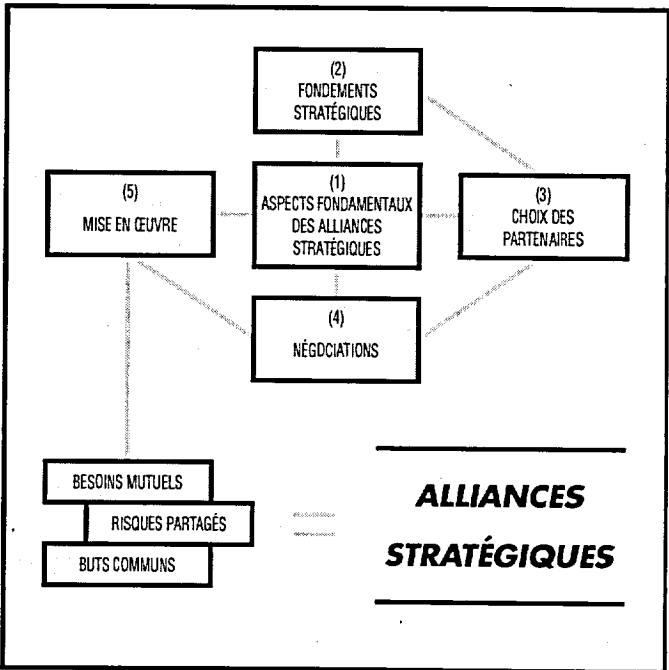 (2)
FONDEMENTS
STRATÉGIQUES
(5)
MISE EN ŒUVRE
(1)
ASPECTS FONDAMENTAUX
DES ALLIANCES
STRATÉGIQUES
(3)
CHOIX DES
PARTENAIRES
(4)
NÉGOCIATIONS
BESOINS MUTUELS
RISQUES PARTAGÉS
BUTS COMMUNS
=
ALLIANCES
STRATÉGIQUES